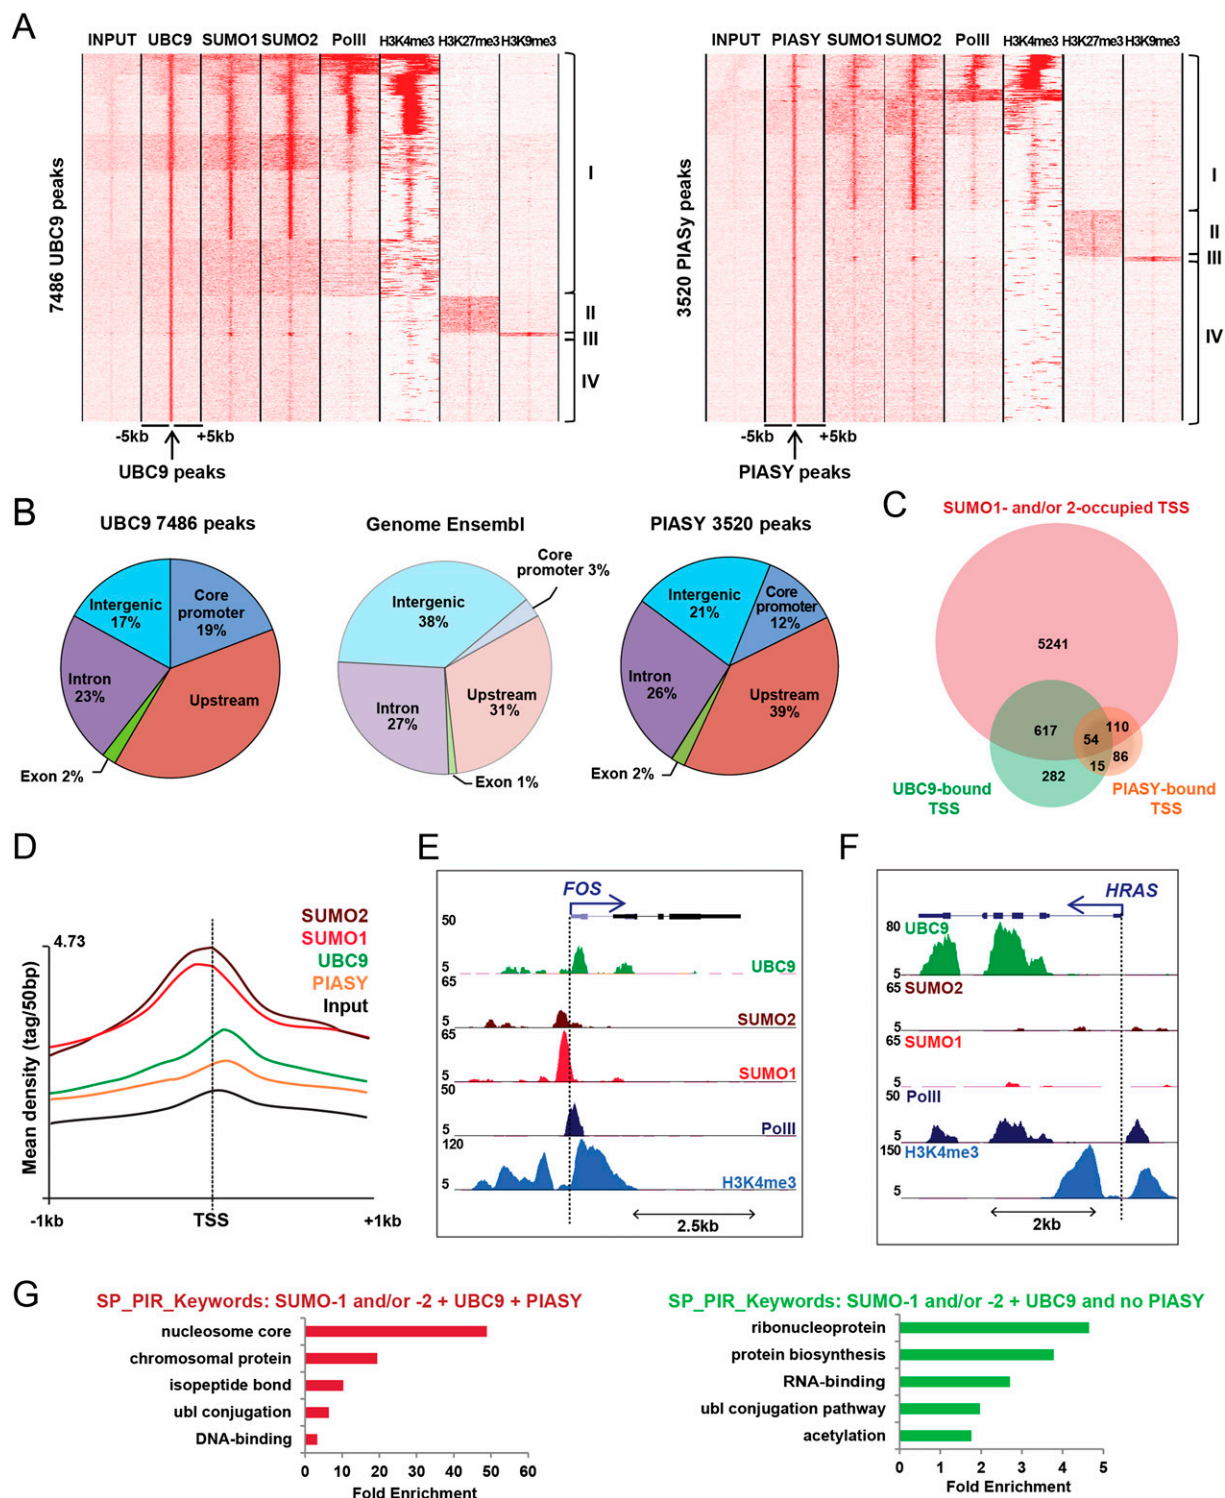 A
INPUT UBC9 SUMO1 SUMO2 PolII H3K4me3 H3K27me3 H3K9me3
7486 UBC9 peaks
I
II
III
IV
-5kb +5kb
UBC9 peaks
INPUT PIASY SUMO1 SUMO2 PolII H3K4me3 H3K27me3 H3K9me3
3520 PIASy peaks
I
II
III
IV
-5kb +5kb
PIASY peaks
B
UBC9 7486 peaks
Intergenic
17%
Core
promoter
19%
Intron
23%
Upstream
Exon 2%
Genome Ensembl
Core
promoter 3%
Intergenic
38%
Intron
27%
Upstream
31%
Exon 1%
PIASY 3520 peaks
Intergenic
21%
Core
promoter
12%
Intron
26%
Upstream
39%
Exon 2%
C
SUMO1- and/or 2-occupied TSS
5241
617
54
110
15
86
282
UBC9-bound
TSS
PIASY-bound
TSS
D
4.73
SUMO2
SUMO1
UBC9
PIASY
Input
Mean density (tag/50bp)
-1kb TSS +1kb
E
FOS
50
5
UBC9
65
5
SUMO2
65
5
SUMO1
50
5
PolII
120
5
H3K4me3
2.5kb
F
HRAS
80
UBC9
5
65
SUMO2
5
65
SUMO1
5
50
PolII
5
150
H3K4me3
5
2kb
G
SP_PIR_Keywords: SUMO-1 and/or -2 + UBC9 + PIASY
nucleosome core
chromosomal protein
isopeptide bond
ubl conjugation
DNA-binding
0 10 20 30 40 50 60
Fold Enrichment
SP_PIR_Keywords: SUMO-1 and/or -2 + UBC9 and no PIASY
ribonucleoprotein
protein biosynthesis
RNA-binding
ubl conjugation pathway
acetylation
0 1 2 3 4 5
Fold Enrichment